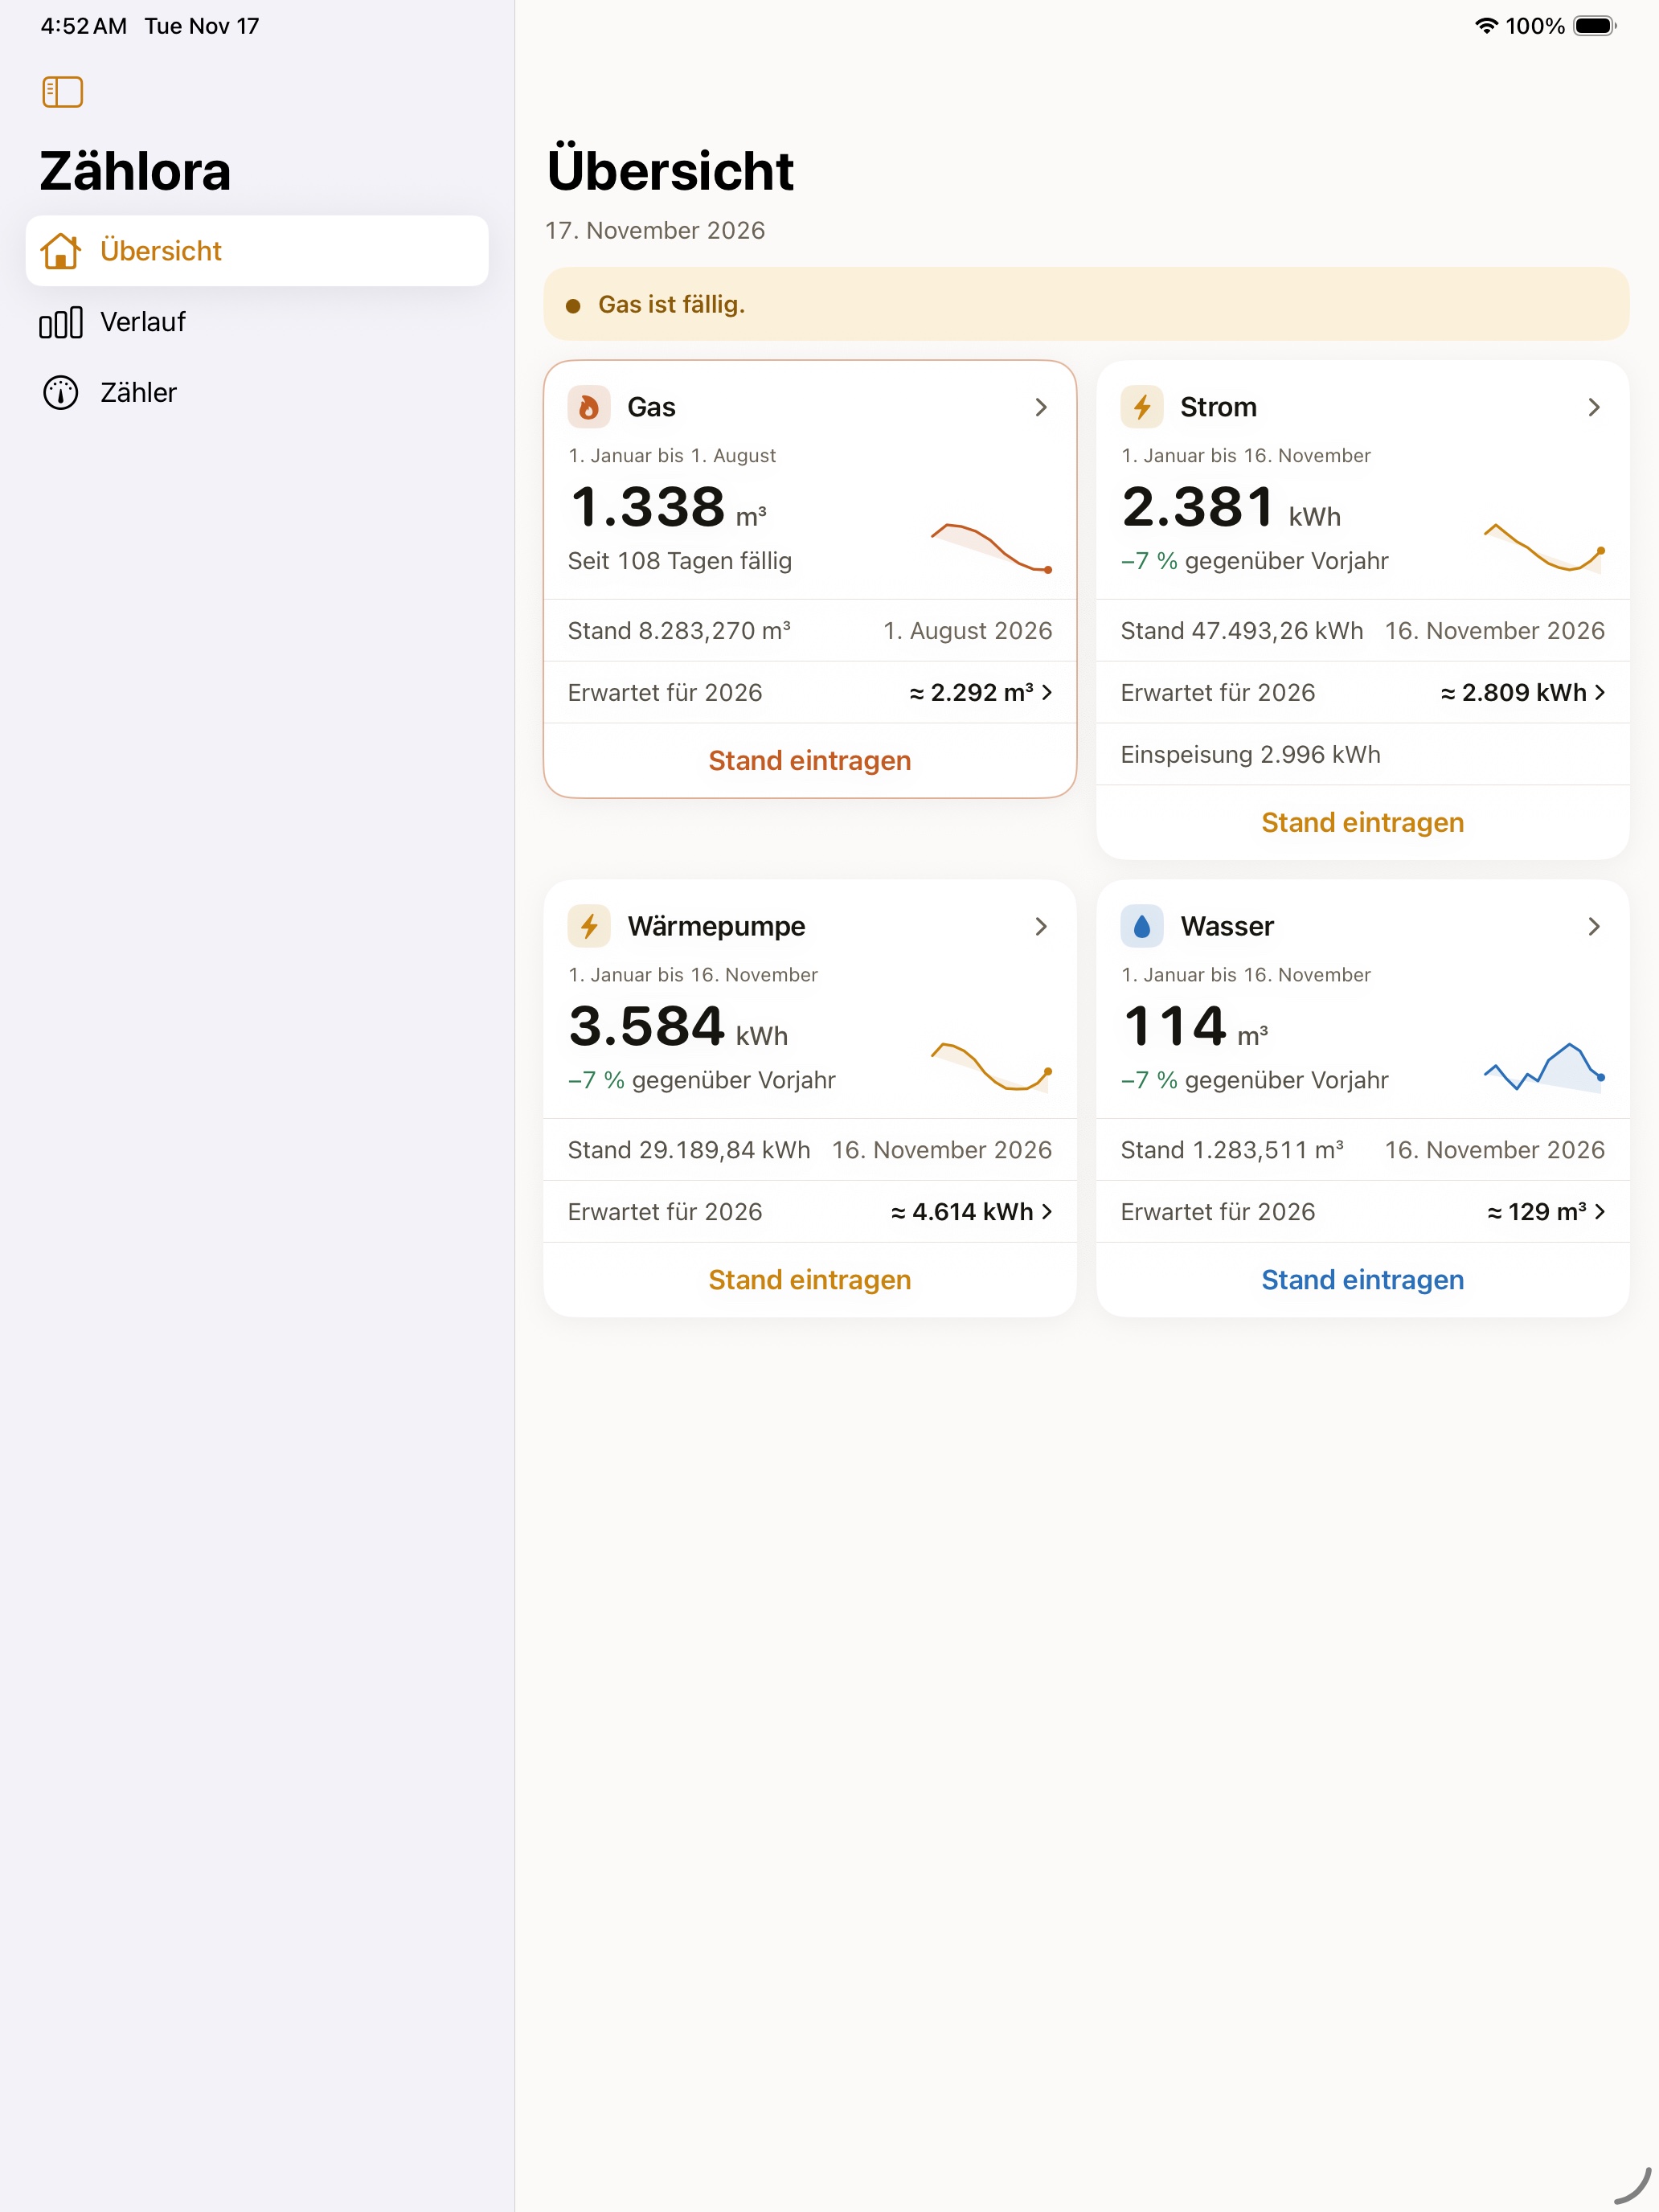 4:52 AM Tue Nov 17
100%
Zählora
Übersicht
Verlauf
Zähler
Übersicht
17. November 2026
Gas ist fällig.
Gas
1. Januar bis 1. August
1.338 m³
Seit 108 Tagen fällig
Stand 8.283,270 m³ 1. August 2026
Erwartet für 2026 ≈ 2.292 m³
Stand eintragen
Strom
1. Januar bis 16. November
2.381 kWh
−7 % gegenüber Vorjahr
Stand 47.493,26 kWh 16. November 2026
Erwartet für 2026 ≈ 2.809 kWh
Einspeisung 2.996 kWh
Stand eintragen
Wärmepumpe
1. Januar bis 16. November
3.584 kWh
−7 % gegenüber Vorjahr
Stand 29.189,84 kWh 16. November 2026
Erwartet für 2026 ≈ 4.614 kWh
Stand eintragen
Wasser
1. Januar bis 16. November
114 m³
−7 % gegenüber Vorjahr
Stand 1.283,511 m³ 16. November 2026
Erwartet für 2026 ≈ 129 m³
Stand eintragen